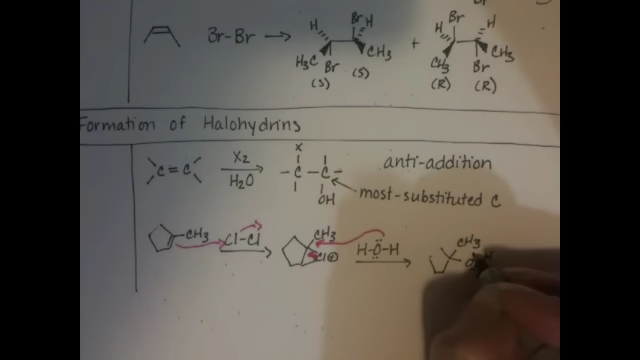 Br H Br H
H
Br-Br → +
H3C Br CH3 CH3 Br CH3
(S) (S) (R) (R)
Formation of Halohydrins
C=C X2 H2O X -C-C- OH anti-addition
most-substituted C
CH3 Cl-Cl CH3 Cl⊕ H-Ö-H CH3